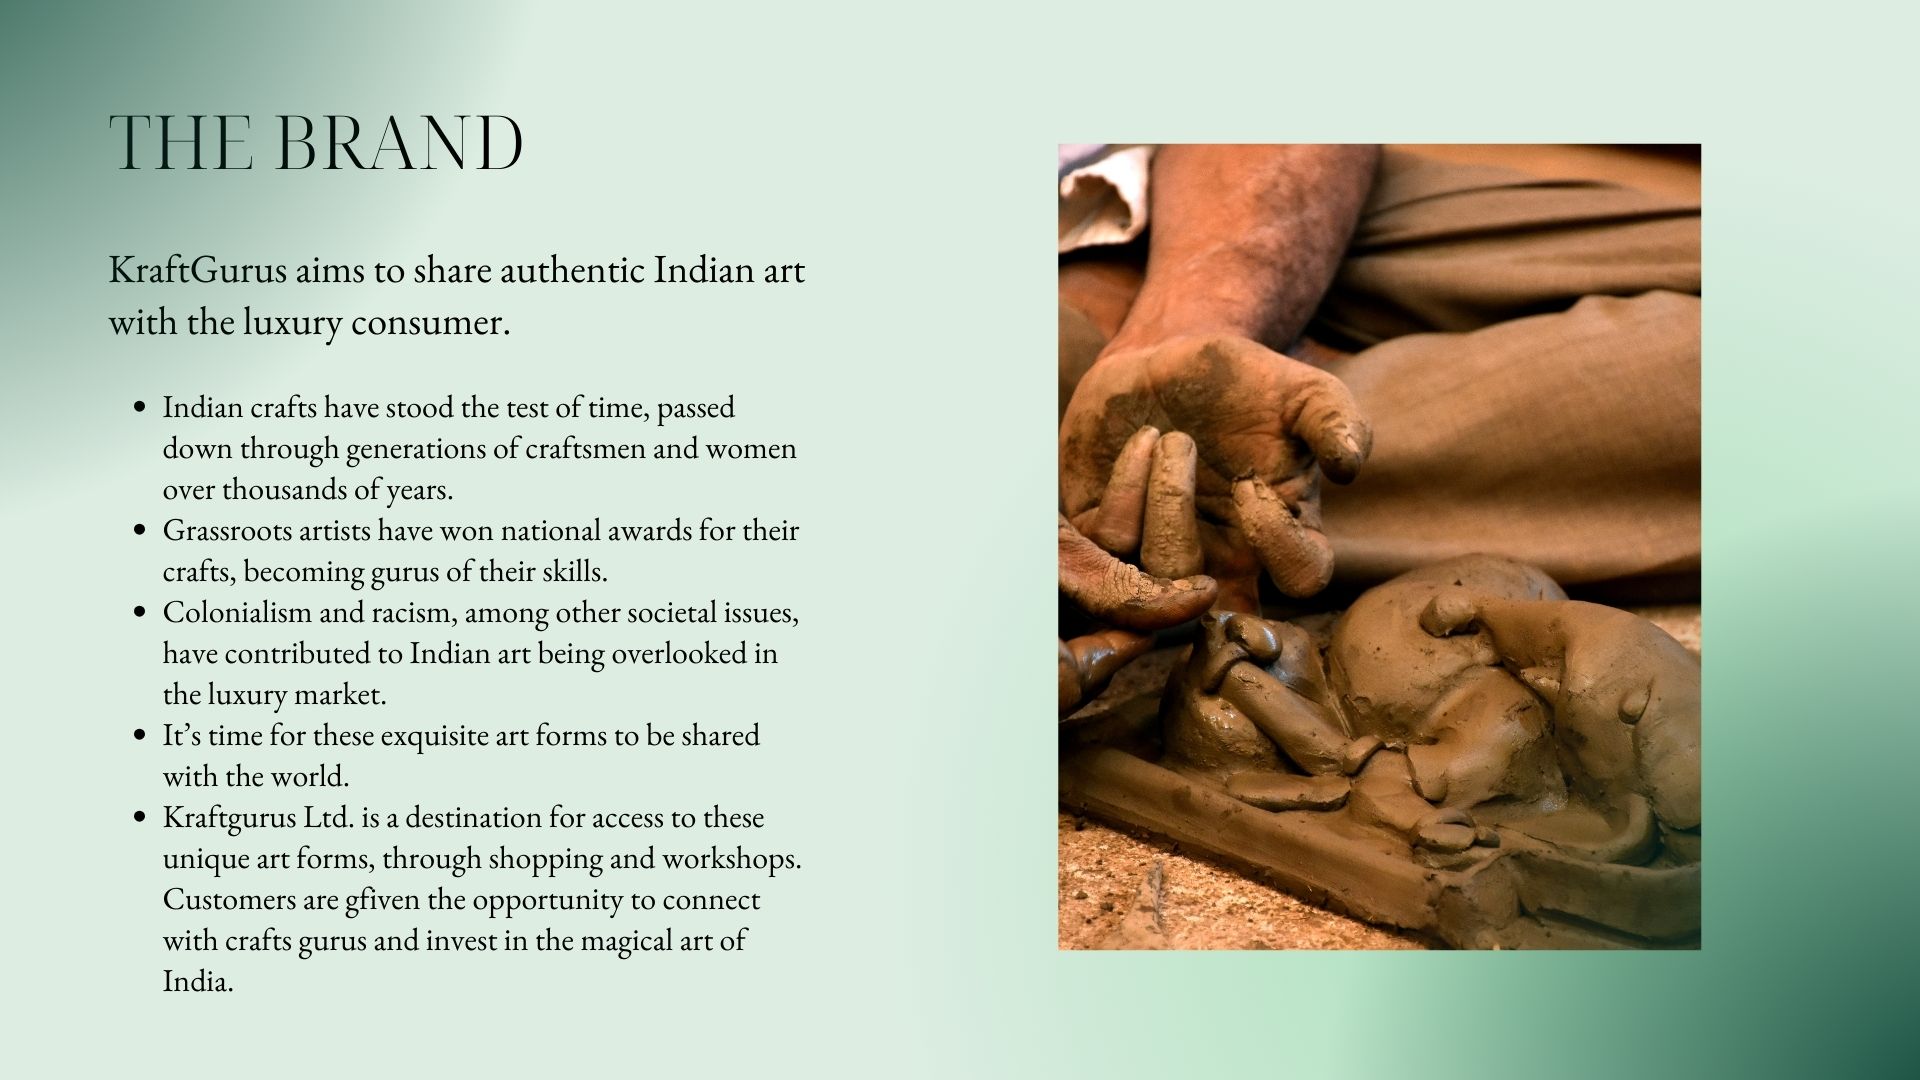 THE BRAND
KraftGurus aims to share authentic Indian art
with the luxury consumer.
• Indian crafts have stood the test of time, passed
down through generations of craftsmen and women
over thousands of years.
• Grassroots artists have won national awards for their
crafts, becoming gurus of their skills.
• Colonialism and racism, among other societal issues,
have contributed to Indian art being overlooked in
the luxury market.
• It’s time for these exquisite art forms to be shared
with the world.
• Kraftgurus Ltd. is a destination for access to these
unique art forms, through shopping and workshops.
Customers are gfiven the opportunity to connect
with crafts gurus and invest in the magical art of
India.